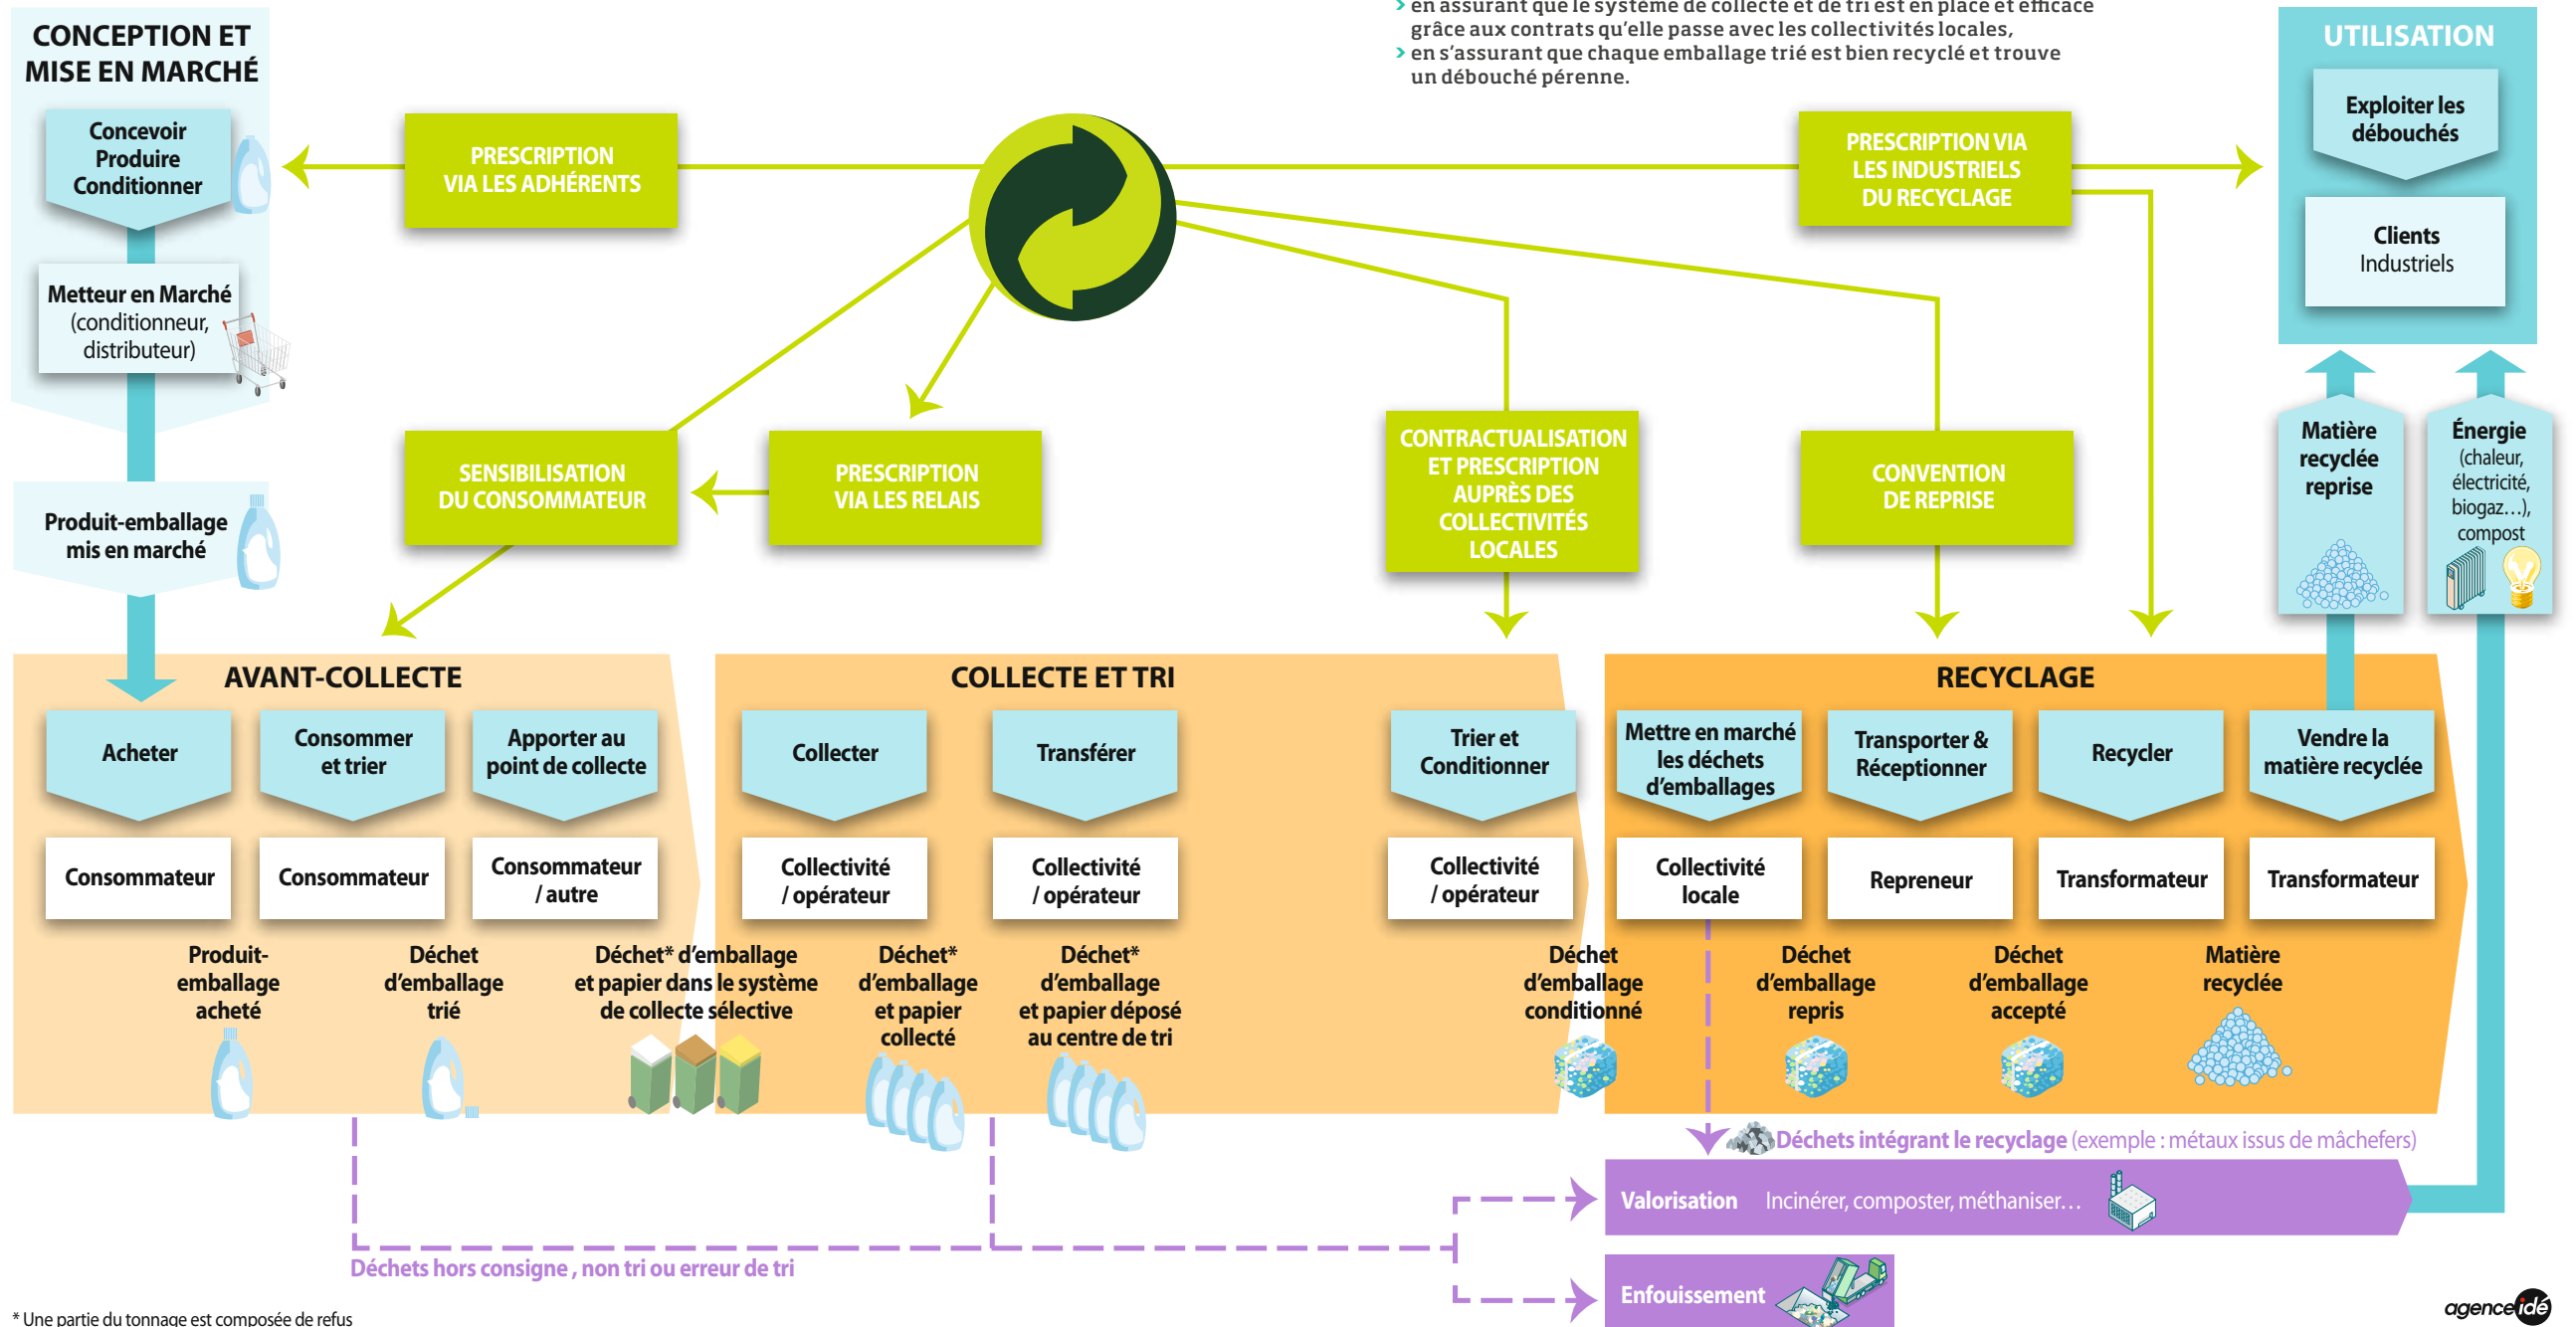 > en assurant que le système de collecte et de tri est en place et efficace
grâce aux contrats qu'elle passe avec les collectivités locales,
> en s'assurant que chaque emballage trié est bien recyclé et trouve
un débouché pérenne.
CONCEPTION ET
MISE EN MARCHÉ
Concevoir
Produire
Conditionner
Metteur en Marché
(conditionneur,
distributeur)
Produit-emballage
mis en marché
PRESCRIPTION
VIA LES ADHÉRENTS
PRESCRIPTION VIA
LES INDUSTRIELS
DU RECYCLAGE
UTILISATION
Exploiter les
débouchés
Clients
Industriels
SENSIBILISATION
DU CONSOMMATEUR
PRESCRIPTION
VIA LES RELAIS
CONTRACTUALISATION
ET PRESCRIPTION
AUPRÈS DES
COLLECTIVITÉS
LOCALES
CONVENTION
DE REPRISE
Matière
recyclée
reprise
Énergie
(chaleur,
électricité,
biogaz…),
compost
AVANT-COLLECTE
Acheter
Consommer
et trier
Apporter au
point de collecte
Consommateur
Consommateur
Consommateur
/ autre
Produit-
emballage
acheté
Déchet
d'emballage
trié
Déchet* d'emballage
et papier dans le système
de collecte sélective
COLLECTE ET TRI
Collecter
Transférer
Trier et
Conditionner
Collectivité
/ opérateur
Collectivité
/ opérateur
Collectivité
/ opérateur
Déchet*
d'emballage
et papier
collecté
Déchet*
d'emballage
et papier déposé
au centre de tri
Déchet
d'emballage
conditionné
RECYCLAGE
Mettre en marché
les déchets
d'emballages
Transporter &
Réceptionner
Recycler
Vendre la
matière recyclée
Collectivité
locale
Repreneur
Transformateur
Transformateur
Déchet
d'emballage
repris
Déchet
d'emballage
accepté
Matière
recyclée
Déchets intégrant le recyclage (exemple : métaux issus de mâchefers)
Valorisation Incinérer, composter, méthaniser…
Déchets hors consigne , non tri ou erreur de tri
Enfouissement
* Une partie du tonnage est composée de refus
agence idé